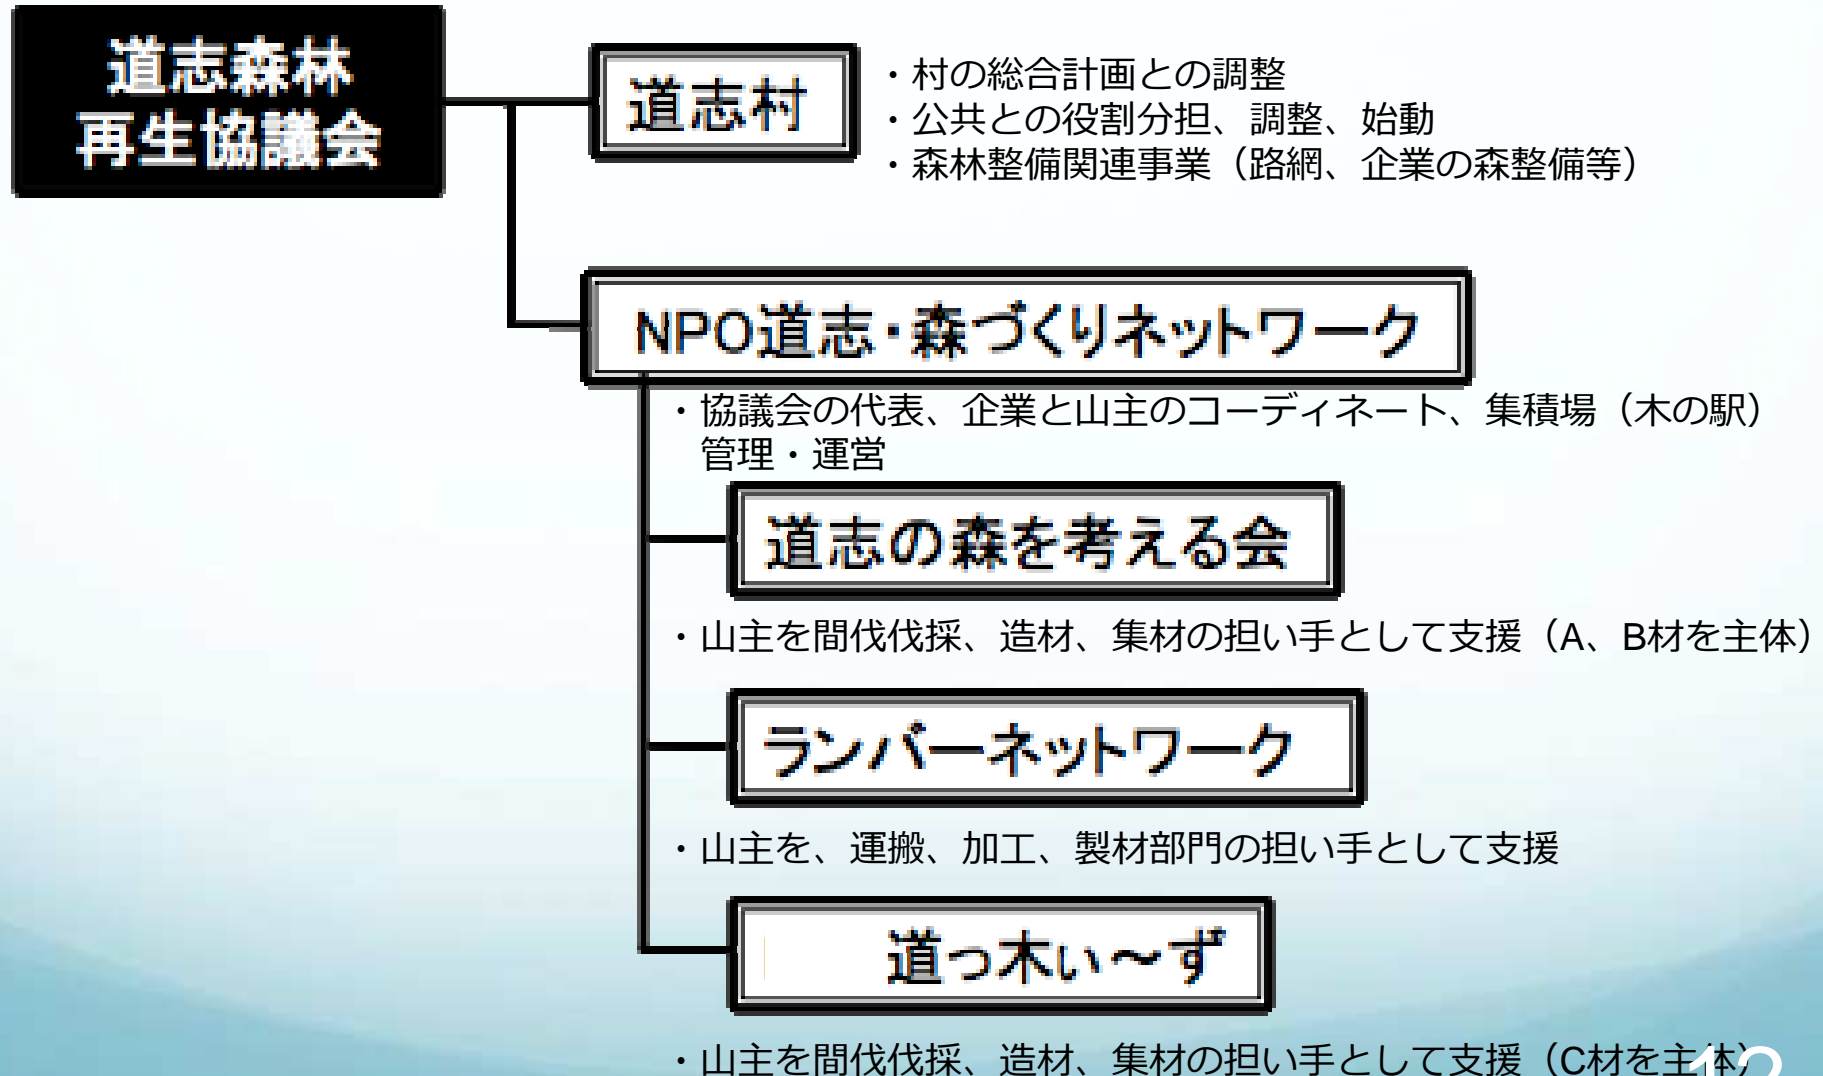 道志森林
再生協議会
道志村
・村の総合計画との調整
・公共との役割分担、調整、始動
・森林整備関連事業（路網、企業の森整備等）
NPO道志・森づくりネットワーク
・協議会の代表、企業と山主のコーディネート、集積場（木の駅）
管理・運営
道志の森を考える会
・山主を間伐伐採、造材、集材の担い手として支援（A、B材を主体）
ランバーネットワーク
・山主を、運搬、加工、製材部門の担い手として支援
道っ木ぃ～ず
・山主を間伐伐採、造材、集材の担い手として支援（C材を主体）
12